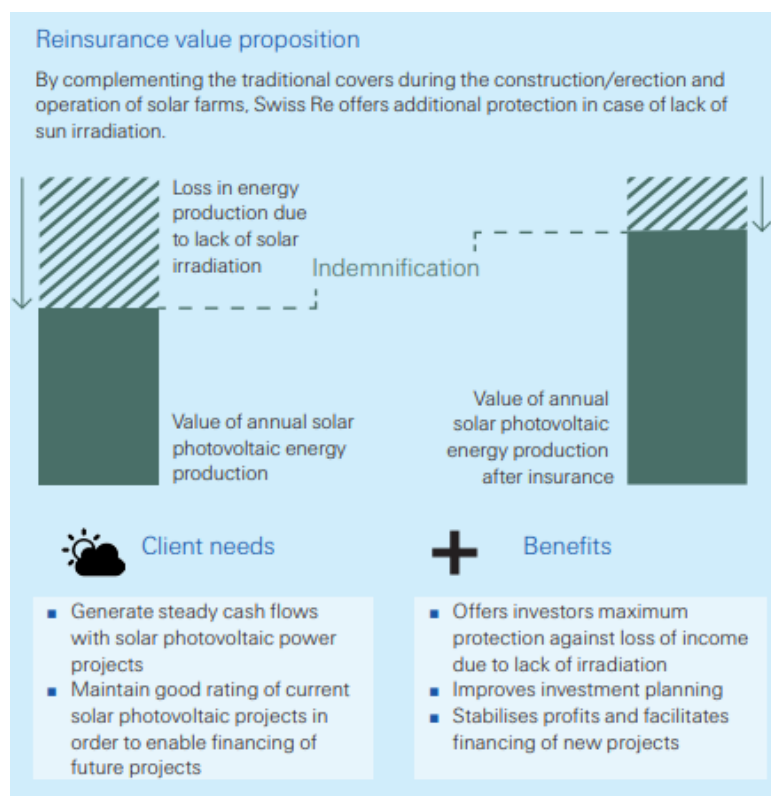 Reinsurance value proposition
By complementing the traditional covers during the construction/erection and
operation of solar farms, Swiss Re offers additional protection in case of lack of
sun irradiation.
Loss in energy
production due
to lack of solar
irradiation
Indemnification
Value of annual solar
photovoltaic energy
production
Value of annual
solar photovoltaic
energy production
after insurance
Client needs
▪ Generate steady cash flows
with solar photovoltaic power
projects
▪ Maintain good rating of current
solar photovoltaic projects in
order to enable financing of
future projects
Benefits
▪ Offers investors maximum
protection against loss of income
due to lack of irradiation
▪ Improves investment planning
▪ Stabilises profits and facilitates
financing of new projects